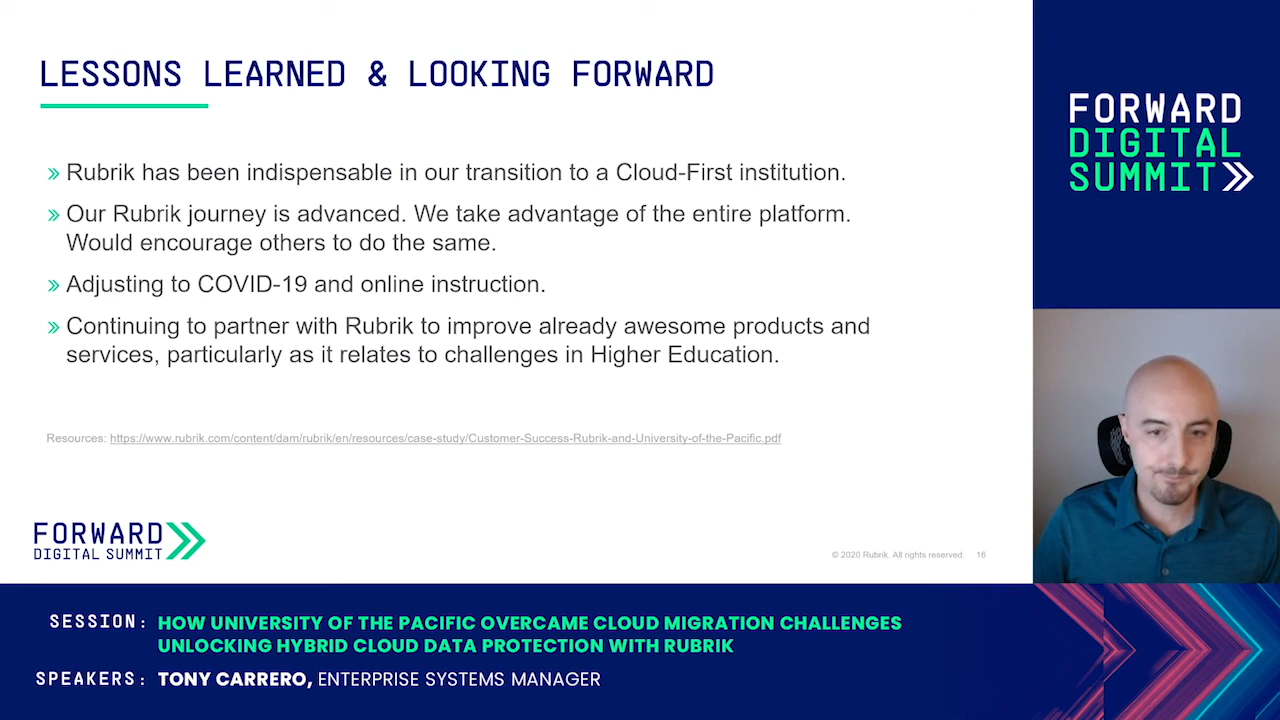 LESSONS LEARNED & LOOKING FORWARD
» Rubrik has been indispensable in our transition to a Cloud-First institution.
» Our Rubrik journey is advanced. We take advantage of the entire platform.
Would encourage others to do the same.
» Adjusting to COVID-19 and online instruction.
» Continuing to partner with Rubrik to improve already awesome products and
services, particularly as it relates to challenges in Higher Education.
Resources: https://www.rubrik.com/content/dam/rubrik/en/resources/case-study/Customer-Success-Rubrik-and-University-of-the-Pacific.pdf
FORWARD
DIGITAL SUMMIT
© 2020 Rubrik. All rights reserved. 16
FORWARD
DIGITAL
SUMMIT
SESSION: HOW UNIVERSITY OF THE PACIFIC OVERCAME CLOUD MIGRATION CHALLENGES
UNLOCKING HYBRID CLOUD DATA PROTECTION WITH RUBRIK
SPEAKERS: TONY CARRERO, ENTERPRISE SYSTEMS MANAGER